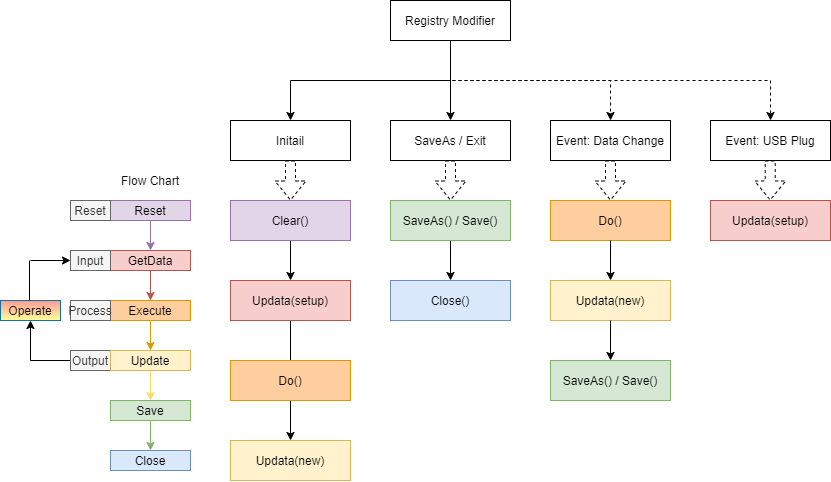 Registry Modifier
Initail
SaveAs / Exit
Event: Data Change
Event: USB Plug
Flow Chart
Reset
Reset
Clear()
SaveAs() / Save()
Do()
Updata(setup)
Input
GetData
Operate
Process
Execute
Updata(setup)
Close()
Updata(new)
Output
Update
Do()
SaveAs() / Save()
Save
Close
Updata(new)